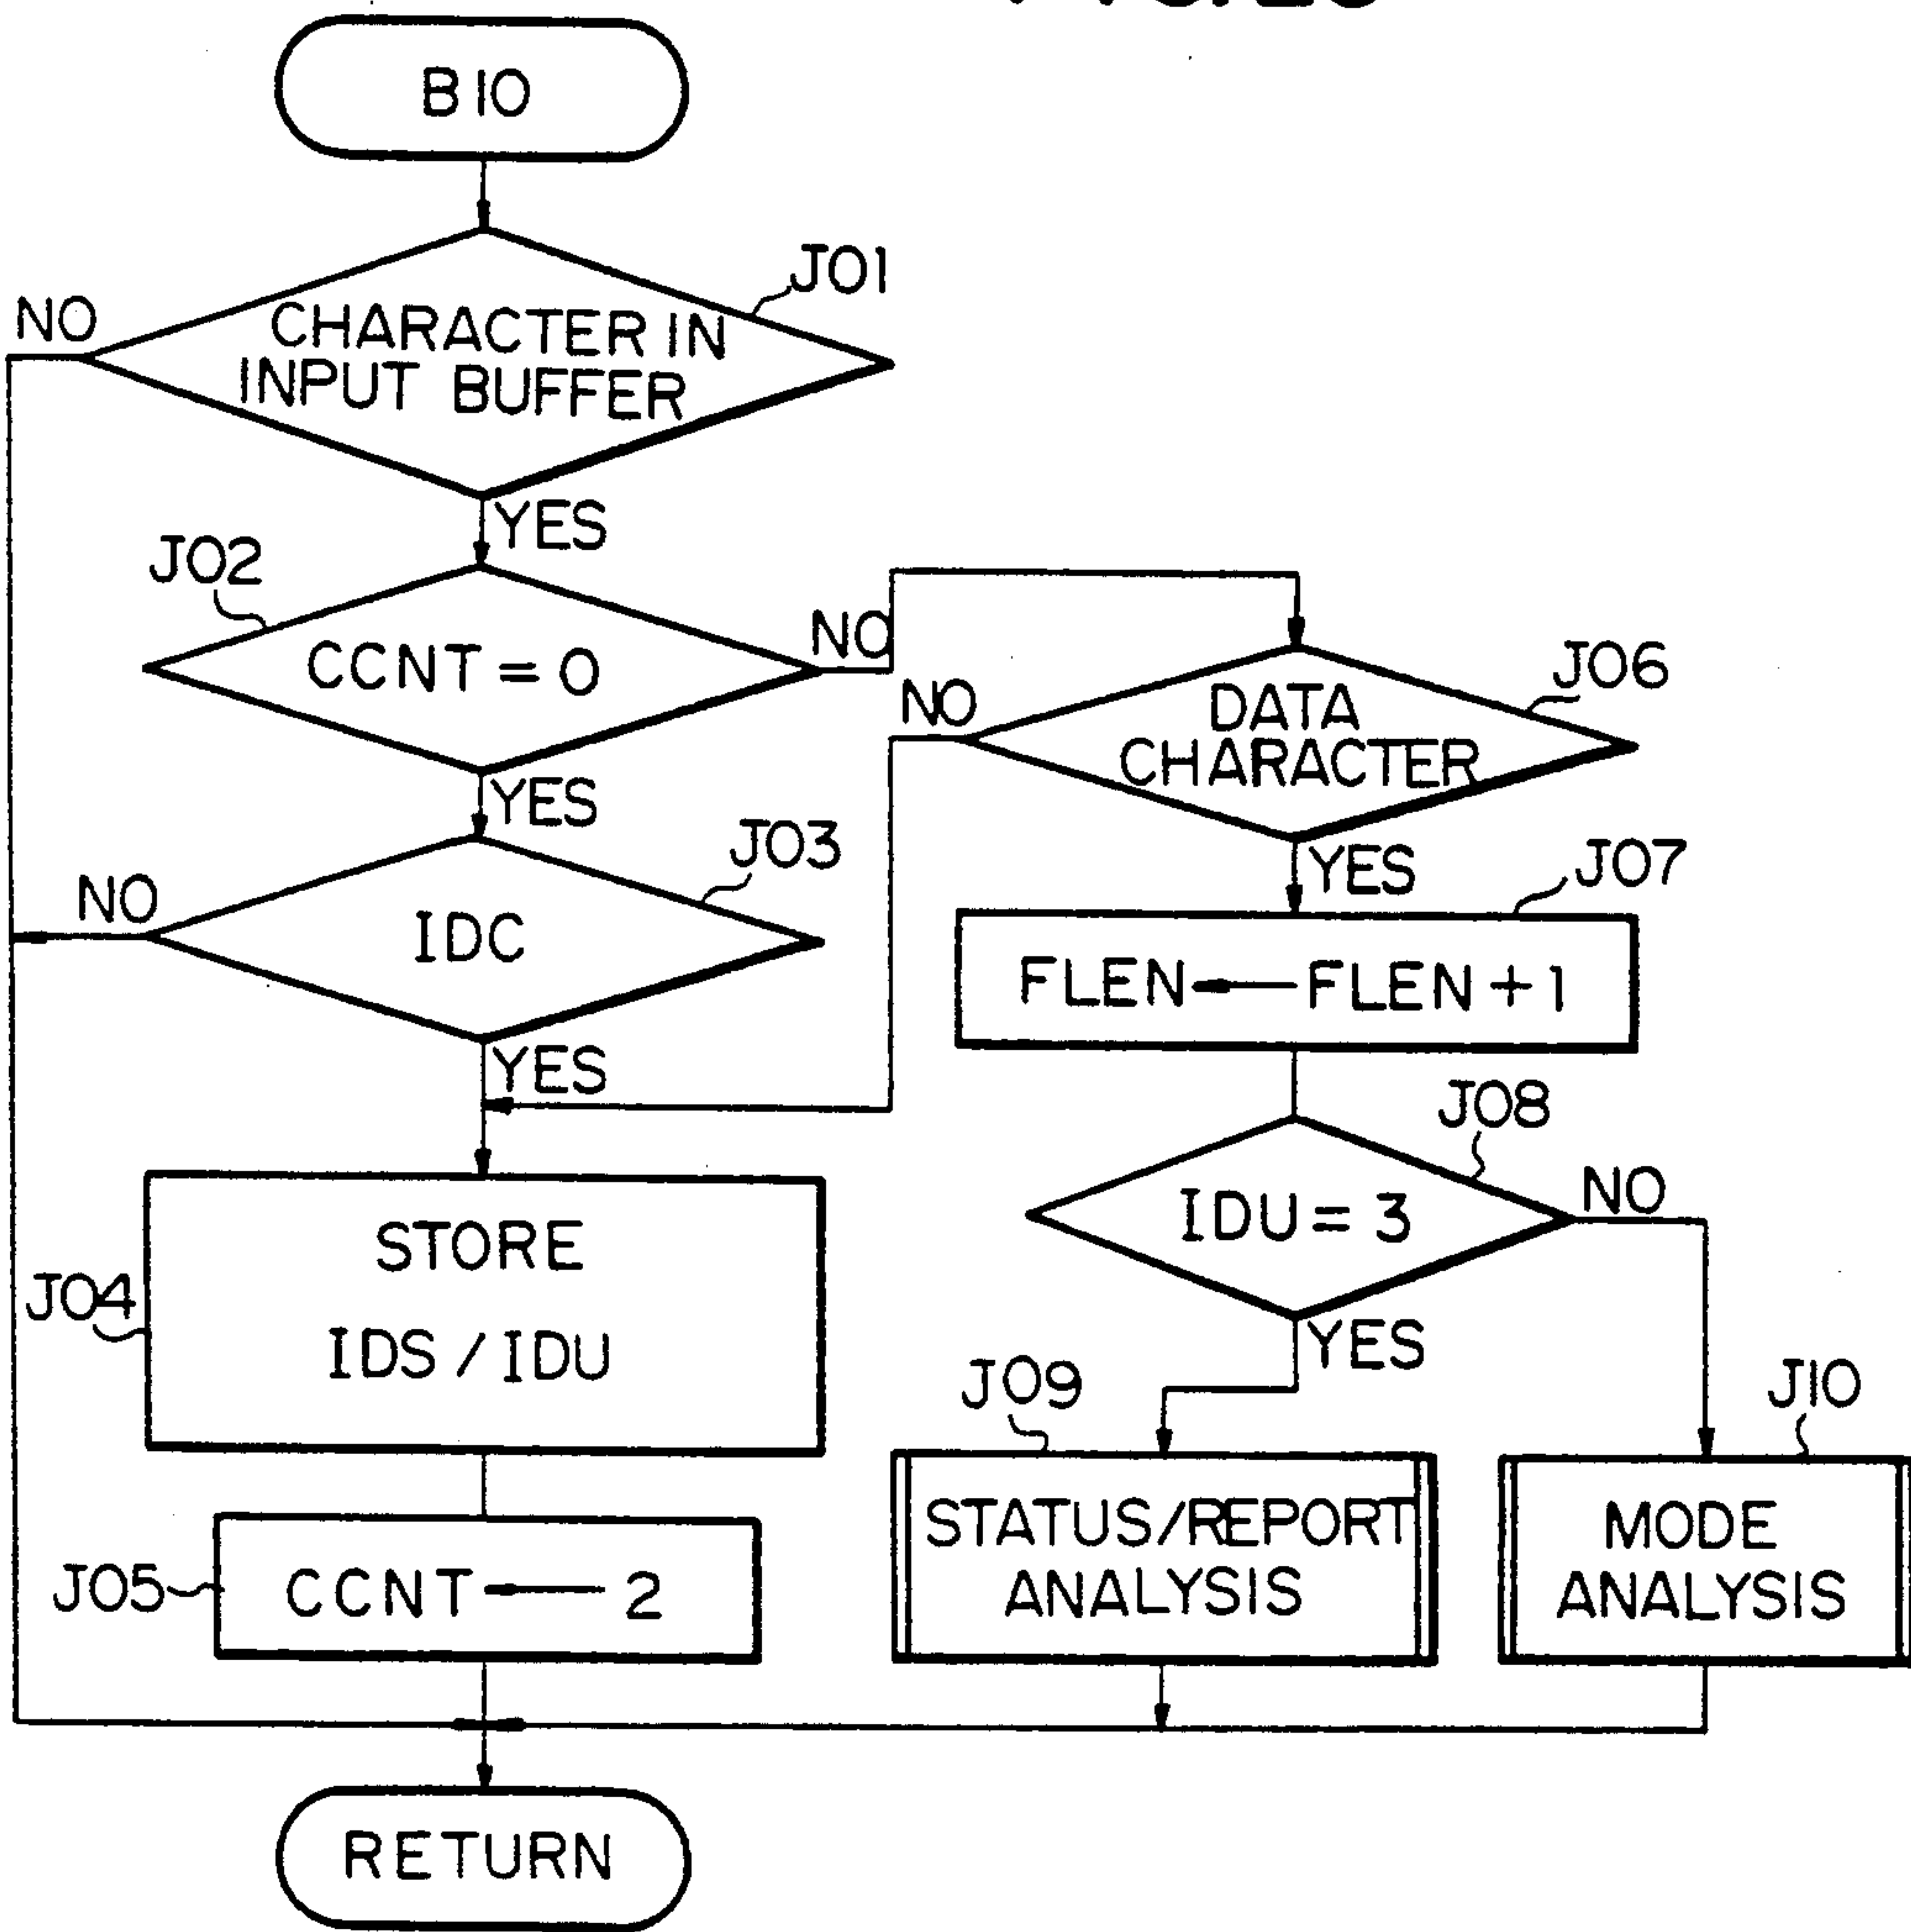 B10
J01
NO
CHARACTER IN
INPUT BUFFER
YES
J02
NO
CCNT = 0
YES
J03
NO
IDC
YES
J04
STORE
IDS / IDU
J05
CCNT ← 2
J06
NO
DATA
CHARACTER
YES
J07
FLEN ← FLEN + 1
J08
NO
IDU = 3
YES
J09
STATUS/REPORT
ANALYSIS
J10
MODE
ANALYSIS
RETURN